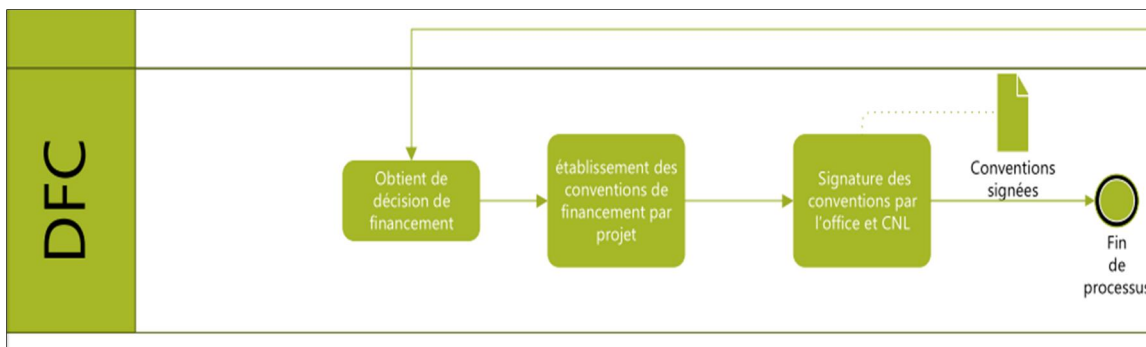 DFC
Obtient de
décision de
financement
établissement des
conventions de
financement par
projet
Signature des
conventions par
l'office et CNL
Conventions
signées
Fin
de
processus